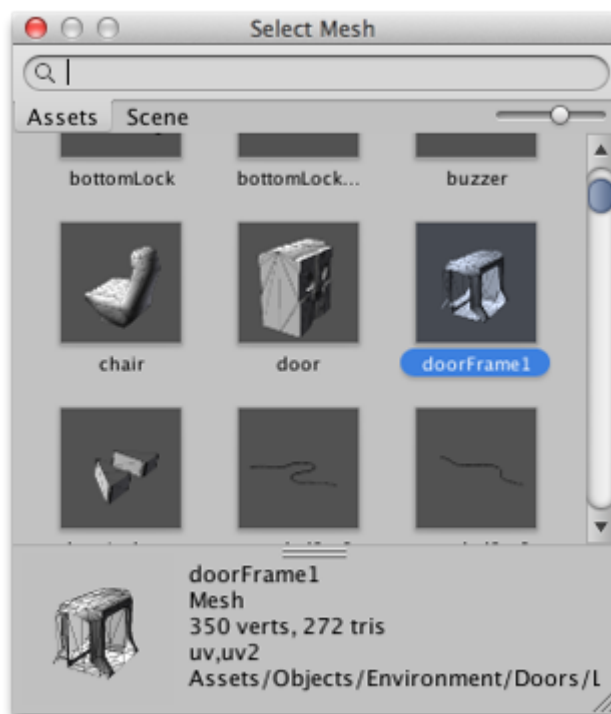 Select Mesh
Assets Scene
bottomLock bottomLock... buzzer
chair door doorFrame1
doorFrame1
Mesh
350 verts, 272 tris
uv,uv2
Assets/Objects/Environment/Doors/L